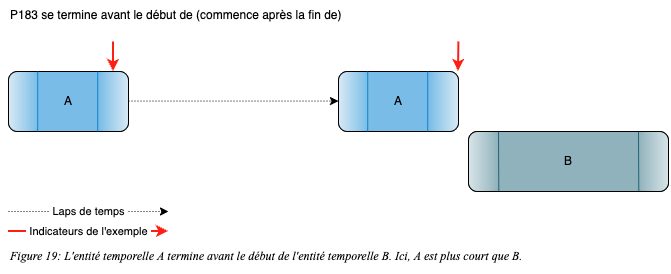 P183 se termine avant le début de (commence après la fin de)
A
A
B
Laps de temps
Indicateurs de l'exemple
Figure 19: L'entité temporelle A termine avant le début de l'entité temporelle B. Ici, A est plus court que B.